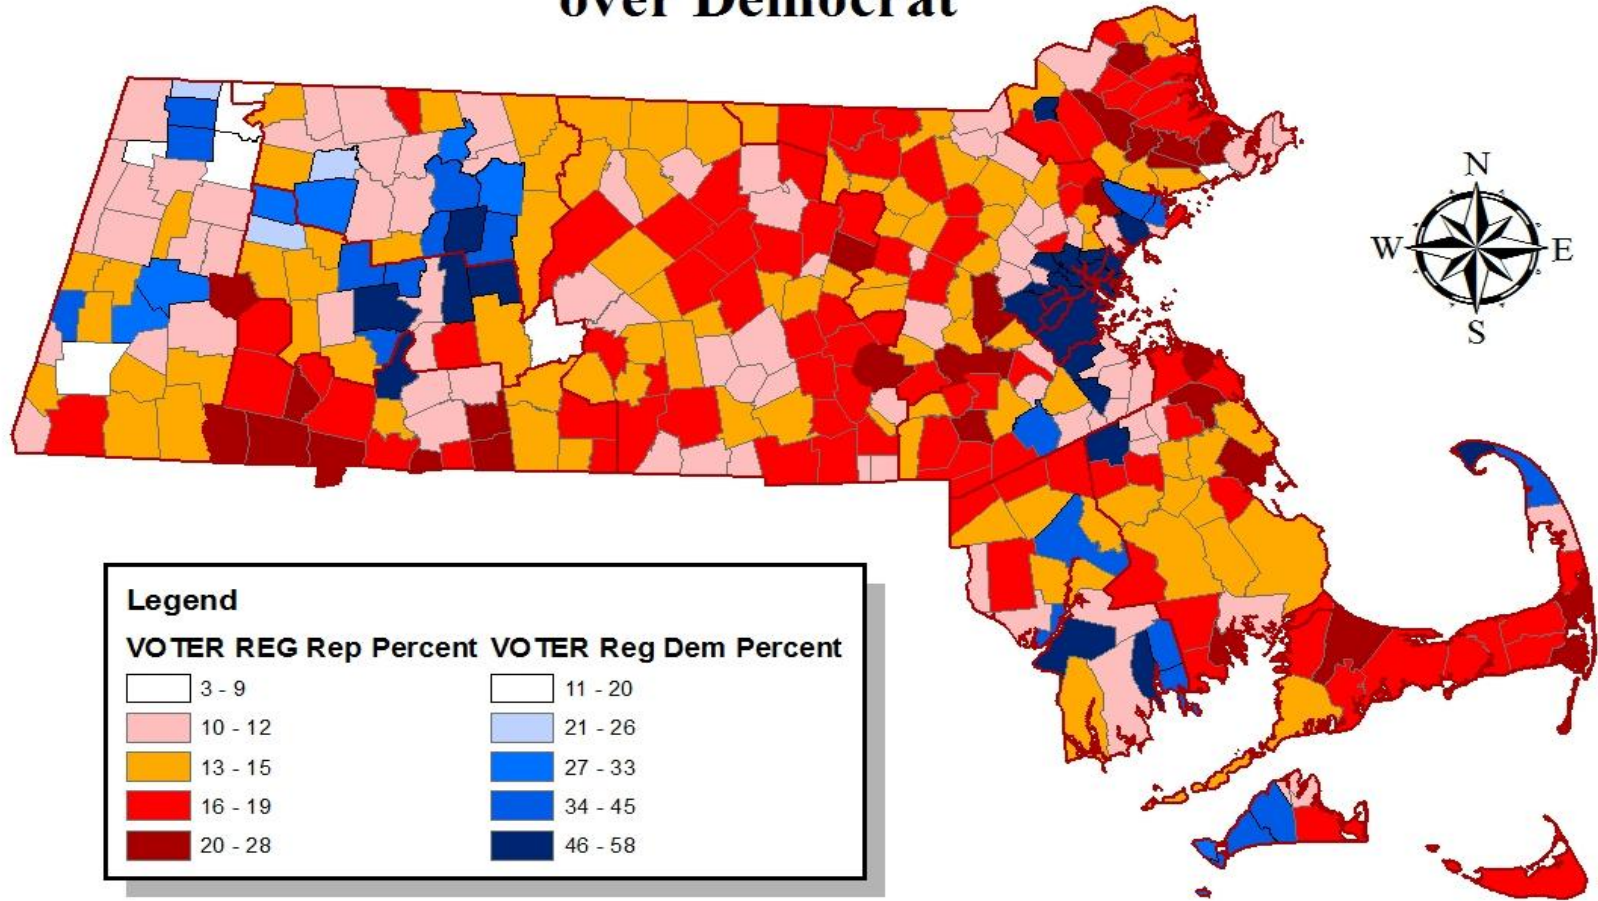 over Democrat
N
W E
S
Legend
VOTER REG Rep Percent VOTER Reg Dem Percent
3 - 9 11 - 20
10 - 12 21 - 26
13 - 15 27 - 33
16 - 19 34 - 45
20 - 28 46 - 58